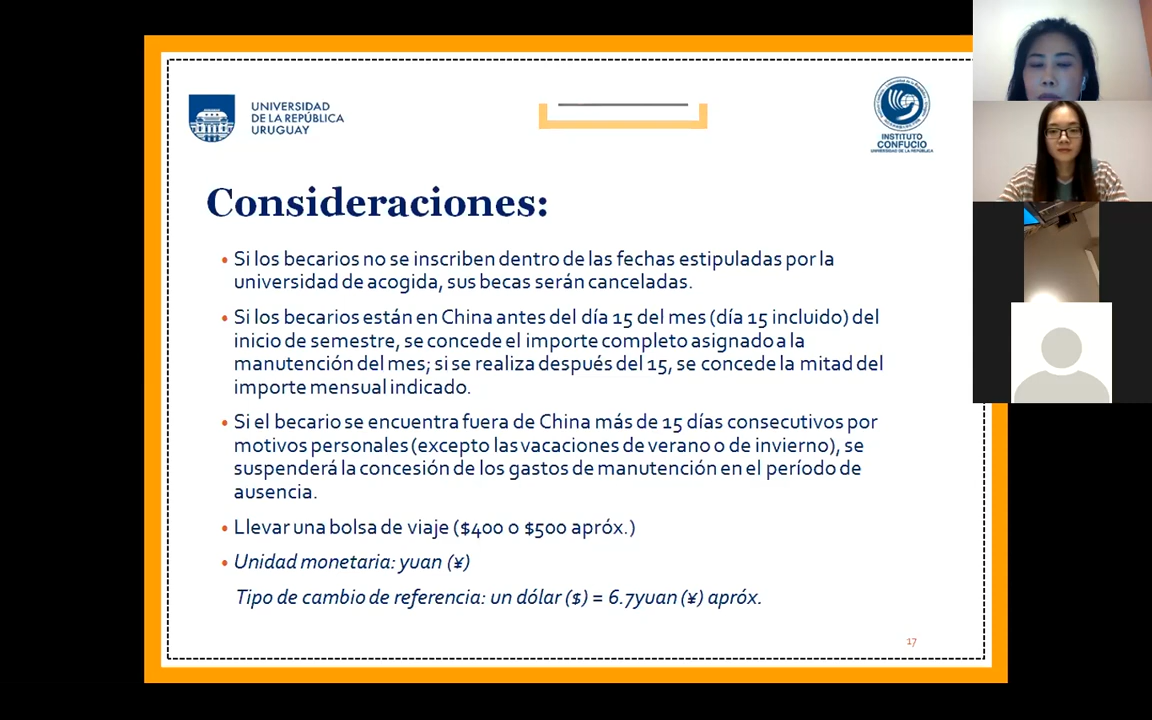 UNIVERSIDAD
DE LA REPÚBLICA
URUGUAY
INSTITUTO
CONFUCIO
UNIVERSIDAD DE LA REPÚBLICA
Consideraciones:
• Si los becarios no se inscriben dentro de las fechas estipuladas por la
universidad de acogida, sus becas serán canceladas.
• Si los becarios están en China antes del día 15 del mes (día 15 incluido) del
inicio de semestre, se concede el importe completo asignado a la
manutención del mes; si se realiza después del 15, se concede la mitad del
importe mensual indicado.
• Si el becario se encuentra fuera de China más de 15 días consecutivos por
motivos personales (excepto las vacaciones de verano o de invierno), se
suspenderá la concesión de los gastos de manutención en el período de
ausencia.
• Llevar una bolsa de viaje ($400 o $500 apróx.)
• Unidad monetaria: yuan (¥)
Tipo de cambio de referencia: un dólar ($) = 6.7yuan (¥) apróx.
17